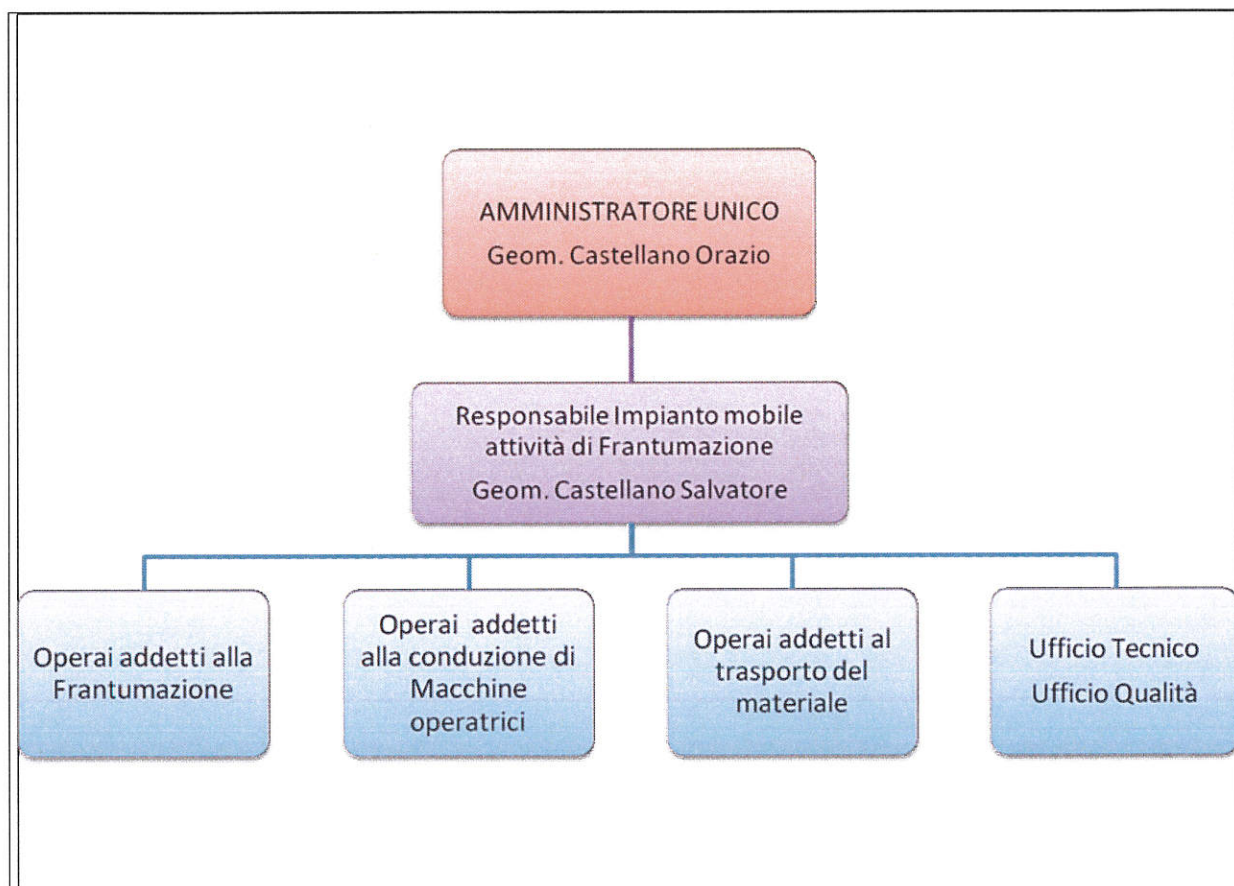 AMMINISTRATORE UNICO
Geom. Castellano Orazio
Responsabile Impianto mobile
attività di Frantumazione
Geom. Castellano Salvatore
Operai addetti alla
Frantumazione
Operai addetti
alla conduzione di
Macchine
operatrici
Operai addetti al
trasporto del
materiale
Ufficio Tecnico
Ufficio Qualità